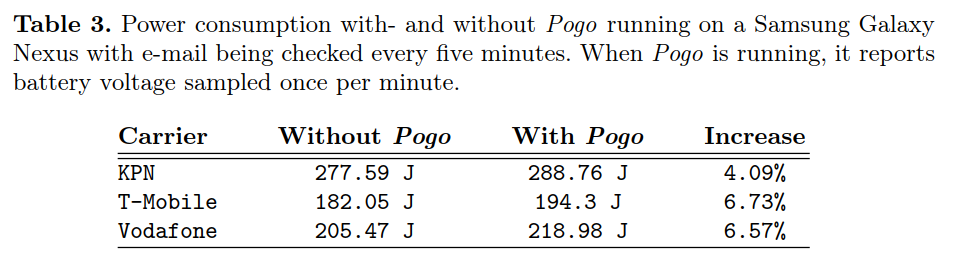 Table 3. Power consumption with- and without Pogo running on a Samsung Galaxy
Nexus with e-mail being checked every five minutes. When Pogo is running, it reports
battery voltage sampled once per minute.
Carrier Without Pogo With Pogo Increase
KPN 277.59 J 288.76 J 4.09%
T-Mobile 182.05 J 194.3 J 6.73%
Vodafone 205.47 J 218.98 J 6.57%